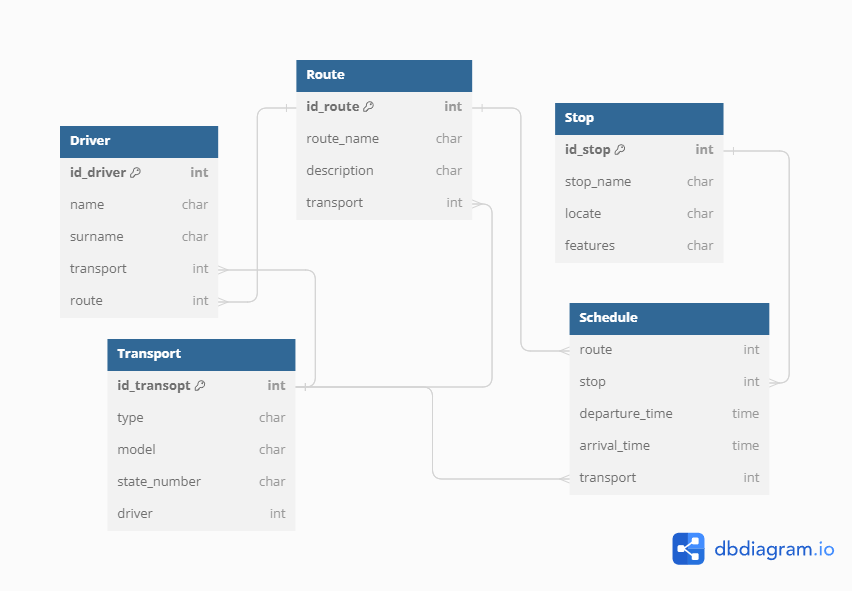 Route
id_route int
route_name char
description char
transport int
Driver
id_driver int
name char
surname char
transport int
route int
Stop
id_stop int
stop_name char
locate char
features char
Transport
id_transopt int
type char
model char
state_number char
driver int
Schedule
route int
stop int
departure_time time
arrival_time time
transport int
dbdiagram.io